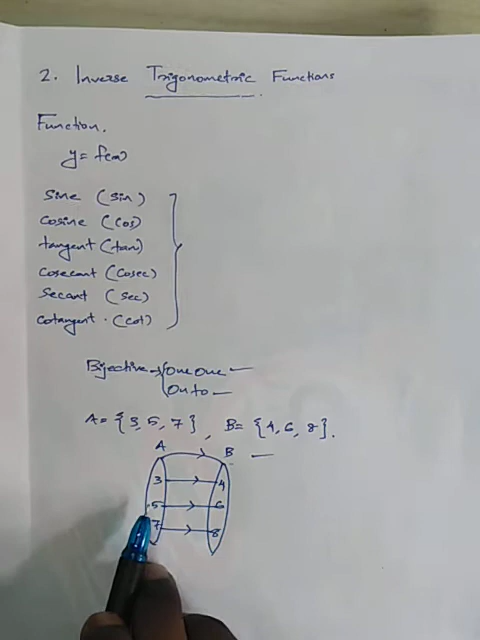 2. Inverse Trigonometric Functions
Function.
y = f(x)
Sine (Sin)
Cosine (Cos)
tangent (tan)
Cosecant (Cosec)
Secant (Sec)
Cotangent. (Cot)
Bijective → { one one —
Onto —
A = {3, 5, 7}, B = {4, 6, 8}.
A B —
3 4
5 6
7 8